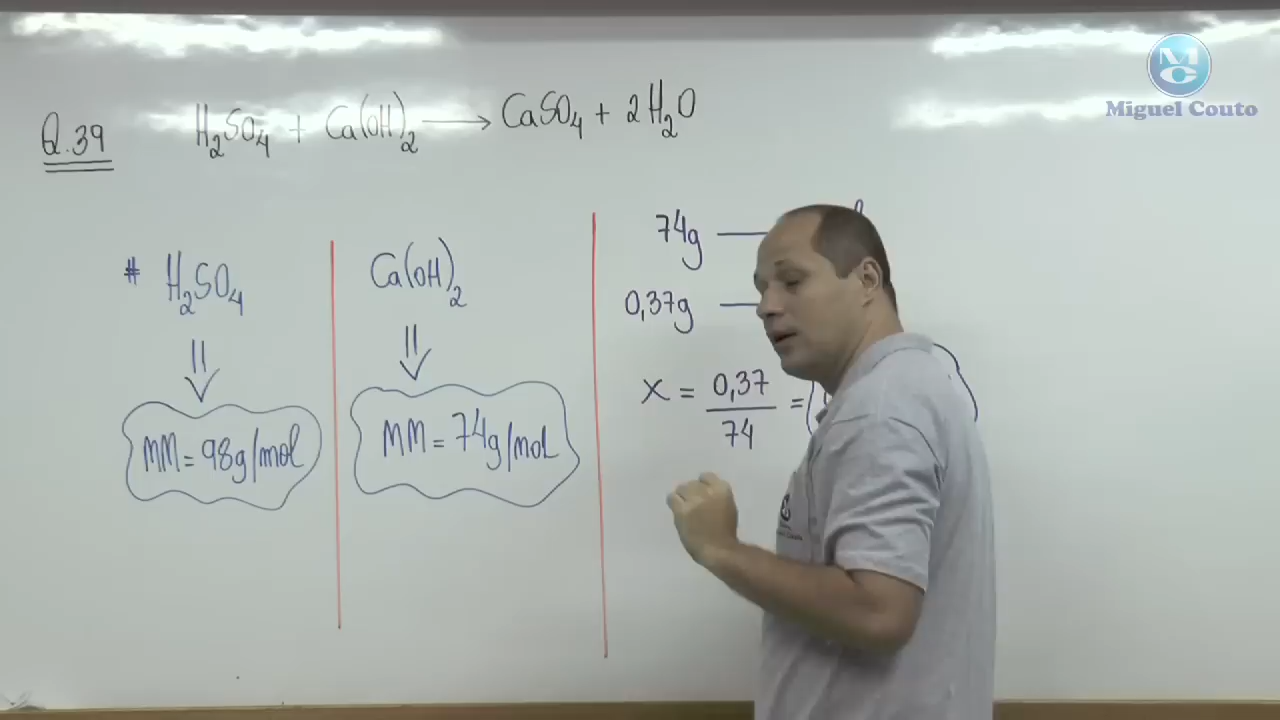 MC
Miguel Couto
Q.39
H₂SO₄ + Ca(OH)₂ ⟶ CaSO₄ + 2H₂O
# H₂SO₄
⇓
MM = 98g/mol
Ca(OH)₂
⇓
MM = 74g/mol
74g —
0,37g —
X = 0,37/74 =